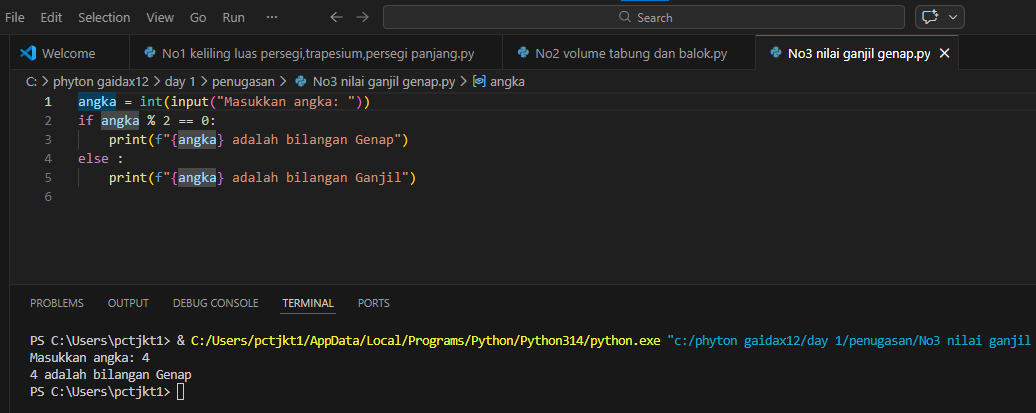 File Edit Selection View Go Run ··· Search
Welcome No1 keliling luas persegi,trapesium,persegi panjang.py No2 volume tabung dan balok.py No3 nilai ganjil genap.py
C: > phyton gaidax12 > day 1 > penugasan > No3 nilai ganjil genap.py > angka
1 angka = int(input("Masukkan angka: "))
2 if angka % 2 == 0:
3     print(f"{angka} adalah bilangan Genap")
4 else :
5     print(f"{angka} adalah bilangan Ganjil")
6
PROBLEMS OUTPUT DEBUG CONSOLE TERMINAL PORTS
PS C:\Users\pctjkt1> & C:/Users/pctjkt1/AppData/Local/Programs/Python/Python314/python.exe "c:/phyton gaidax12/day 1/penugasan/No3 nilai ganjil
Masukkan angka: 4
4 adalah bilangan Genap
PS C:\Users\pctjkt1>